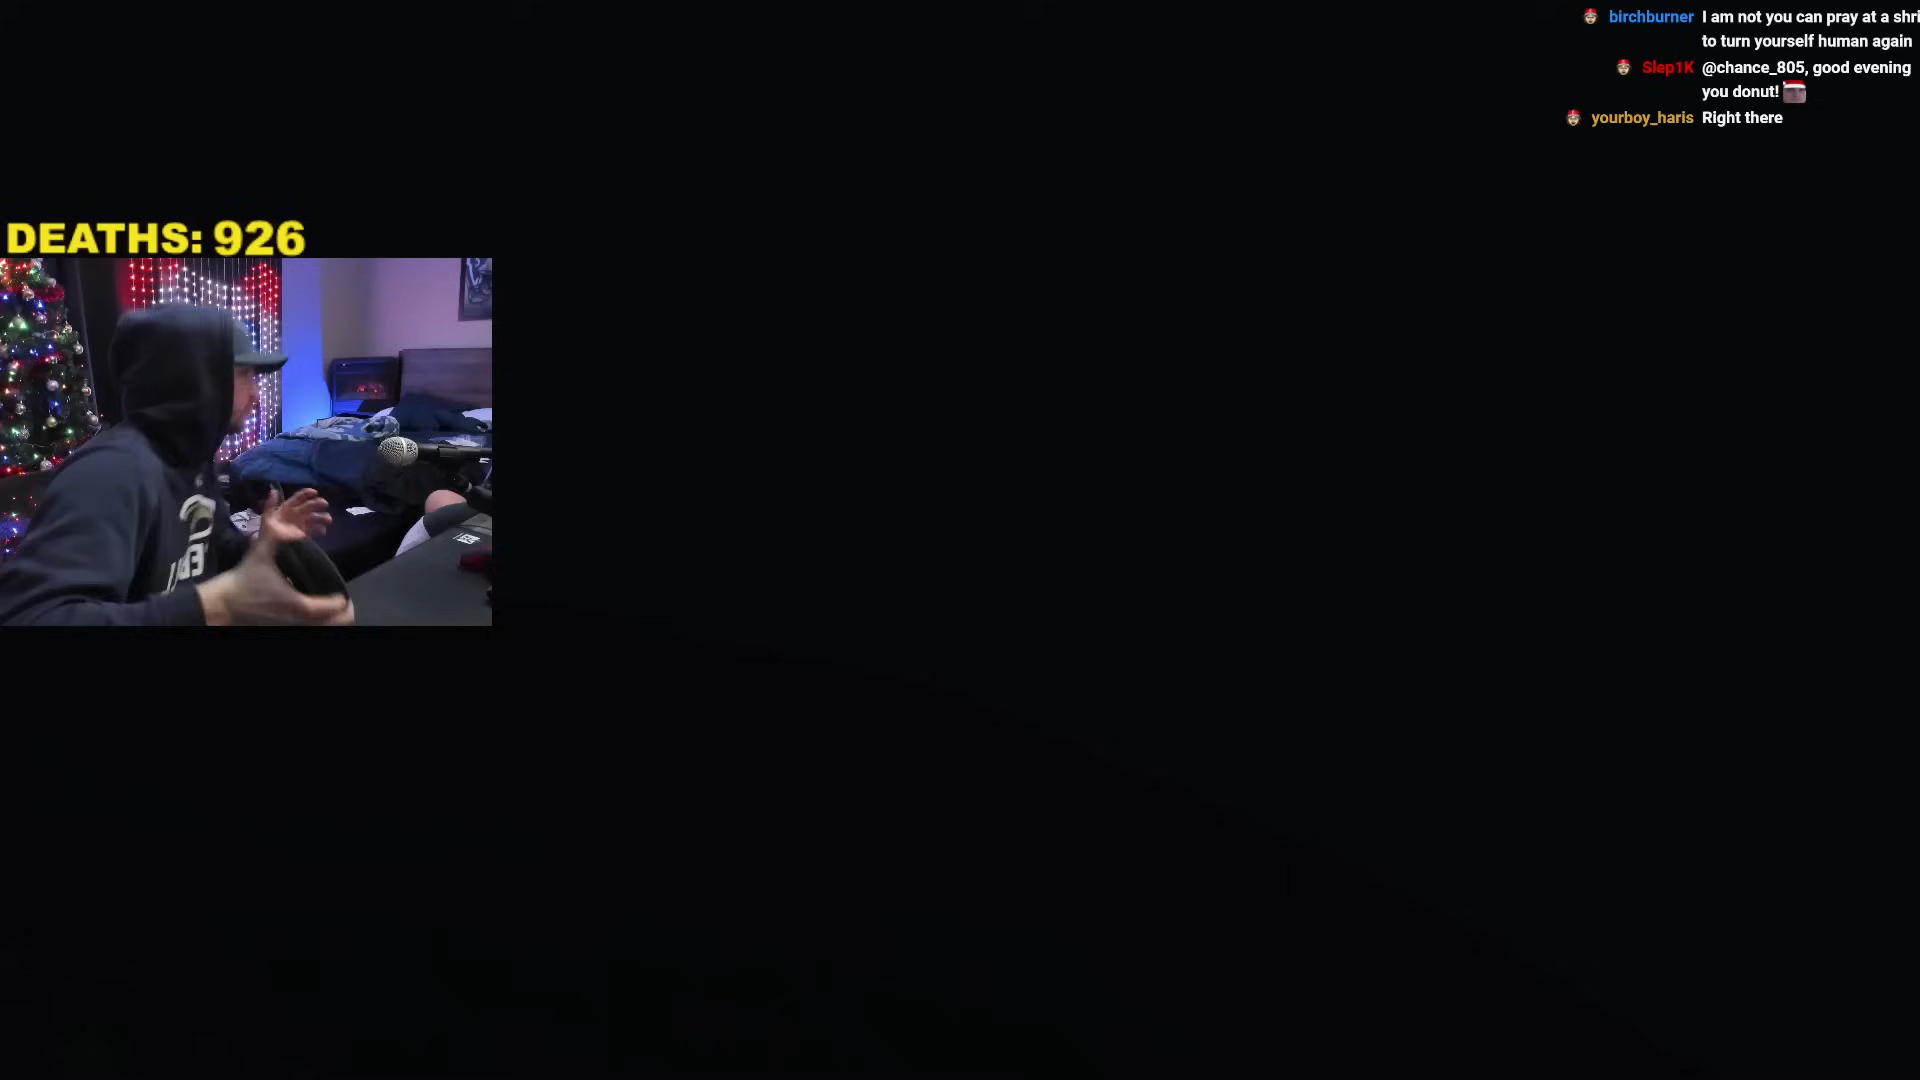 birchburner I am not you can pray at a shri
to turn yourself human again
Slep1K @chance_805, good evening
you donut!
yourboy_haris Right there
DEATHS: 926